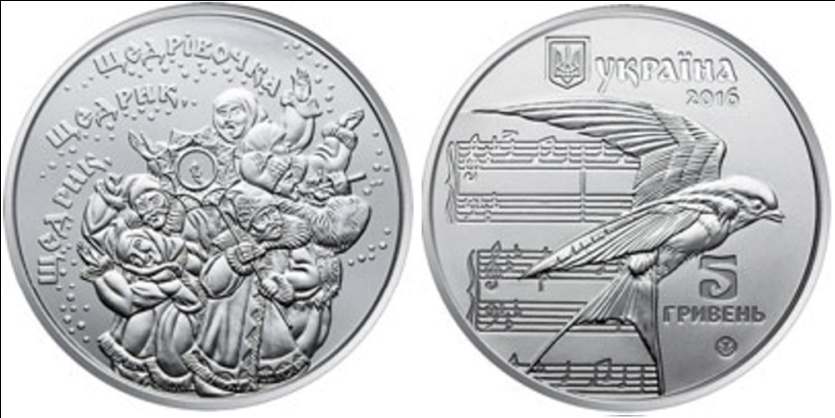 ЩЕДРИК,
ЩЕДРИК,
ЩЕДРІВОЧКА
УКРАЇНА
2016
5
ГРИВЕНЬ